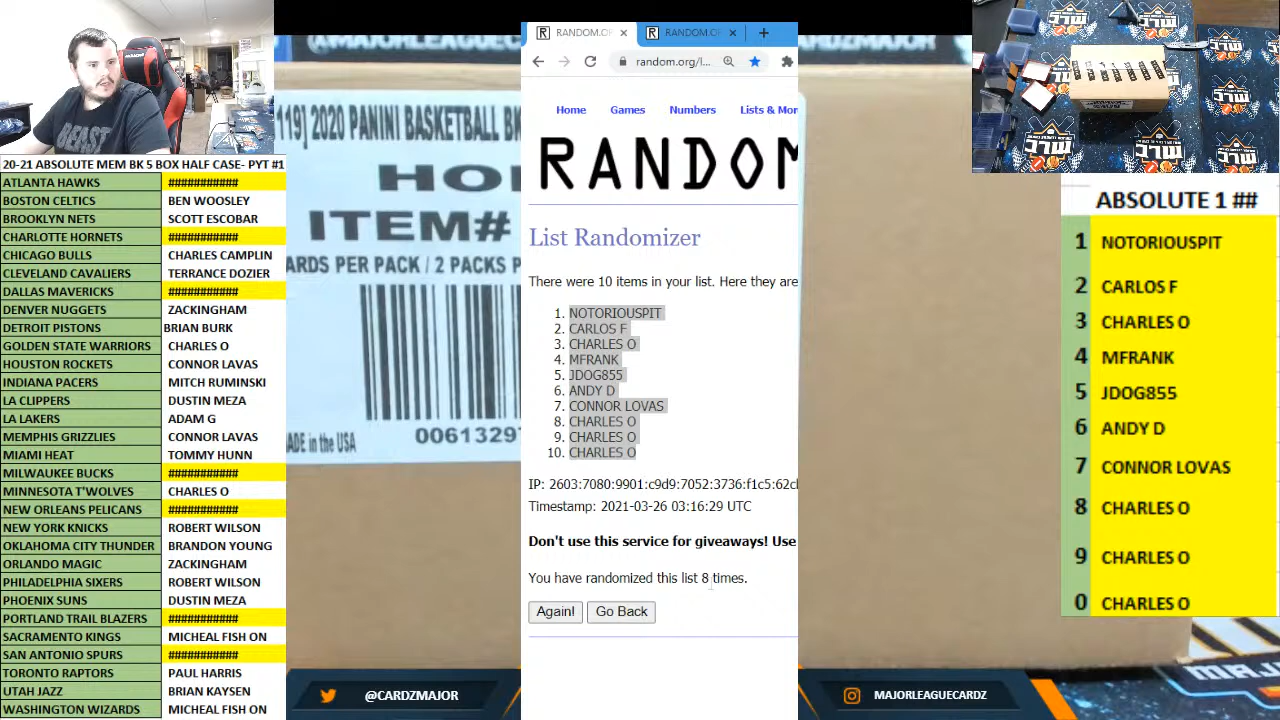 BEAST
20-21 ABSOLUTE MEM BK 5 BOX HALF CASE- PYT #1
ATLANTA HAWKS ###########
BOSTON CELTICS BEN WOOSLEY
BROOKLYN NETS SCOTT ESCOBAR
CHARLOTTE HORNETS ###########
CHICAGO BULLS CHARLES CAMPLIN
CLEVELAND CAVALIERS TERRANCE DOZIER
DALLAS MAVERICKS ###########
DENVER NUGGETS ZACKINGHAM
DETROIT PISTONS BRIAN BURK
GOLDEN STATE WARRIORS CHARLES O
HOUSTON ROCKETS CONNOR LAVAS
INDIANA PACERS MITCH RUMINSKI
LA CLIPPERS DUSTIN MEZA
LA LAKERS ADAM G
MEMPHIS GRIZZLIES CONNOR LAVAS
MIAMI HEAT TOMMY HUNN
MILWAUKEE BUCKS ###########
MINNESOTA T'WOLVES CHARLES O
NEW ORLEANS PELICANS ###########
NEW YORK KNICKS ROBERT WILSON
OKLAHOMA CITY THUNDER BRANDON YOUNG
ORLANDO MAGIC ZACKINGHAM
PHILADELPHIA SIXERS ROBERT WILSON
PHOENIX SUNS DUSTIN MEZA
PORTLAND TRAIL BLAZERS ###########
SACRAMENTO KINGS MICHEAL FISH ON
SAN ANTONIO SPURS ###########
TORONTO RAPTORS PAUL HARRIS
UTAH JAZZ BRIAN KAYSEN
WASHINGTON WIZARDS MICHEAL FISH ON
@MAJORLEAGUECARDZ
119] 2020 PANINI BASKETBALL
ITEM#
ARDS PER PACK / 2 PACKS P
MADE in the USA 0061329
@CARDZMAJOR
RANDOM.OR
RANDOM.OR
random.org/l...
Home Games Numbers Lists & Mor
RANDOM
List Randomizer
There were 10 items in your list. Here they are
1. NOTORIOUSPIT
2. CARLOS F
3. CHARLES O
4. MFRANK
5. JDOG855
6. ANDY D
7. CONNOR LOVAS
8. CHARLES O
9. CHARLES O
10. CHARLES O
IP: 2603:7080:9901:c9d9:7052:3736:f1c5:62c
Timestamp: 2021-03-26 03:16:29 UTC
Don't use this service for giveaways! Use
You have randomized this list 8 times.
Again! Go Back
ABSOLUTE 1 ##
1 NOTORIOUSPIT
2 CARLOS F
3 CHARLES O
4 MFRANK
5 JDOG855
6 ANDY D
7 CONNOR LOVAS
8 CHARLES O
9 CHARLES O
0 CHARLES O
MAJORLEAGUECARDZ